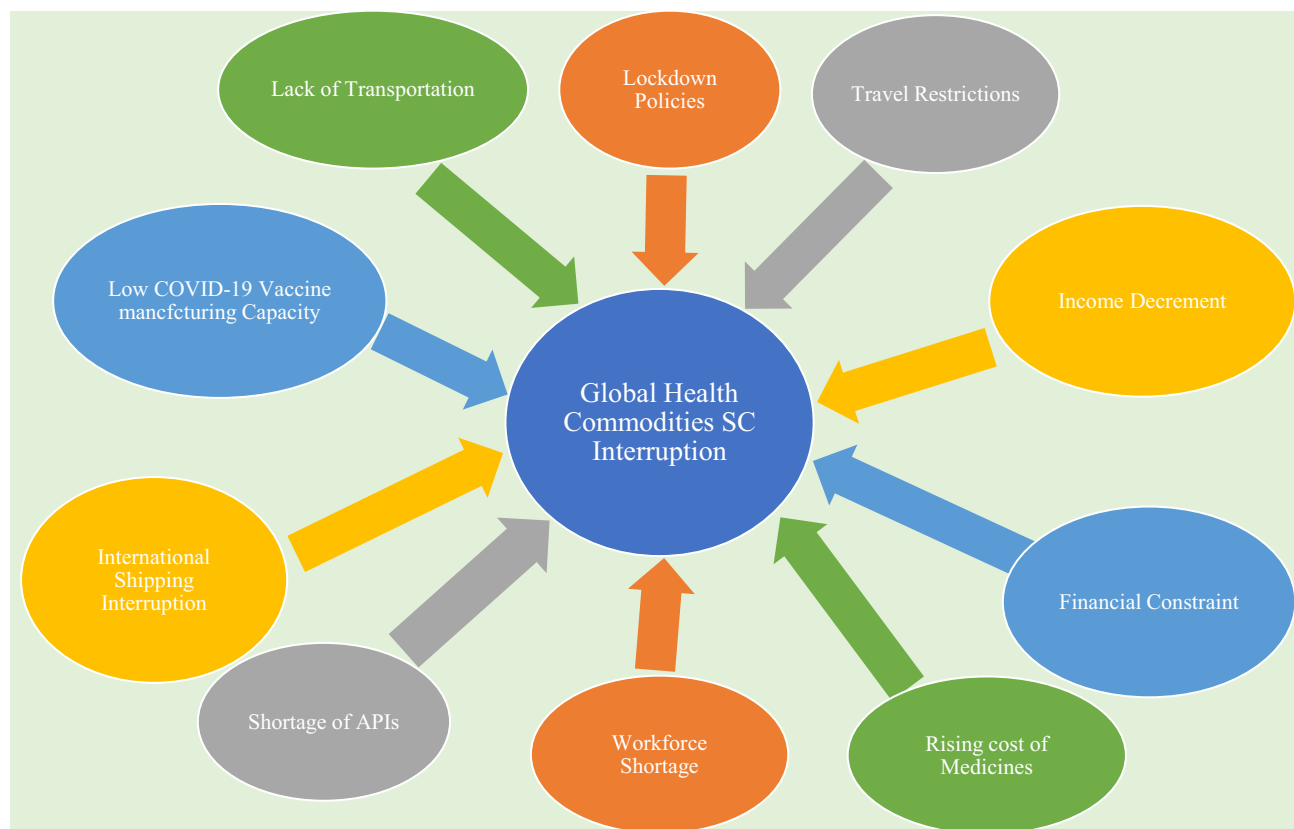 Lack of Transportation
Lockdown
Policies
Travel Restrictions
Low COVID-19 Vaccine
mancfcturing Capacity
Income Decrement
Global Health
Commodities SC
Interruption
International
Shipping
Interruption
Financial Constraint
Shortage of APIs
Workforce
Shortage
Rising cost of
Medicines